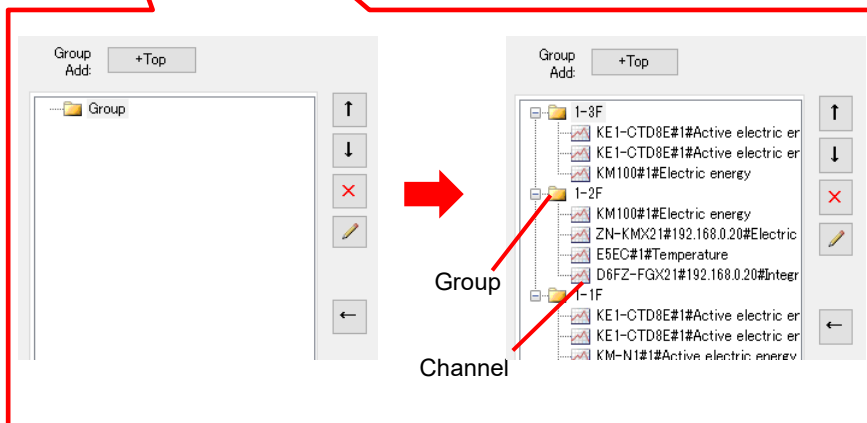 Group
Add:
+Top
Group
↑
↓
×
←
Group
Add:
+Top
1-3F
KE1-CTD8E#1#Active electric er
KE1-CTD8E#1#Active electric er
KM100#1#Electric energy
1-2F
KM100#1#Electric energy
ZN-KMX21#192.168.0.20#Electric
E5EC#1#Temperature
D6FZ-FGX21#192.168.0.20#Integr
1-1F
KE1-CTD8E#1#Active electric er
KE1-CTD8E#1#Active electric er
KM-N1#1#Active electric energy
↑
↓
×
←
Group
Channel